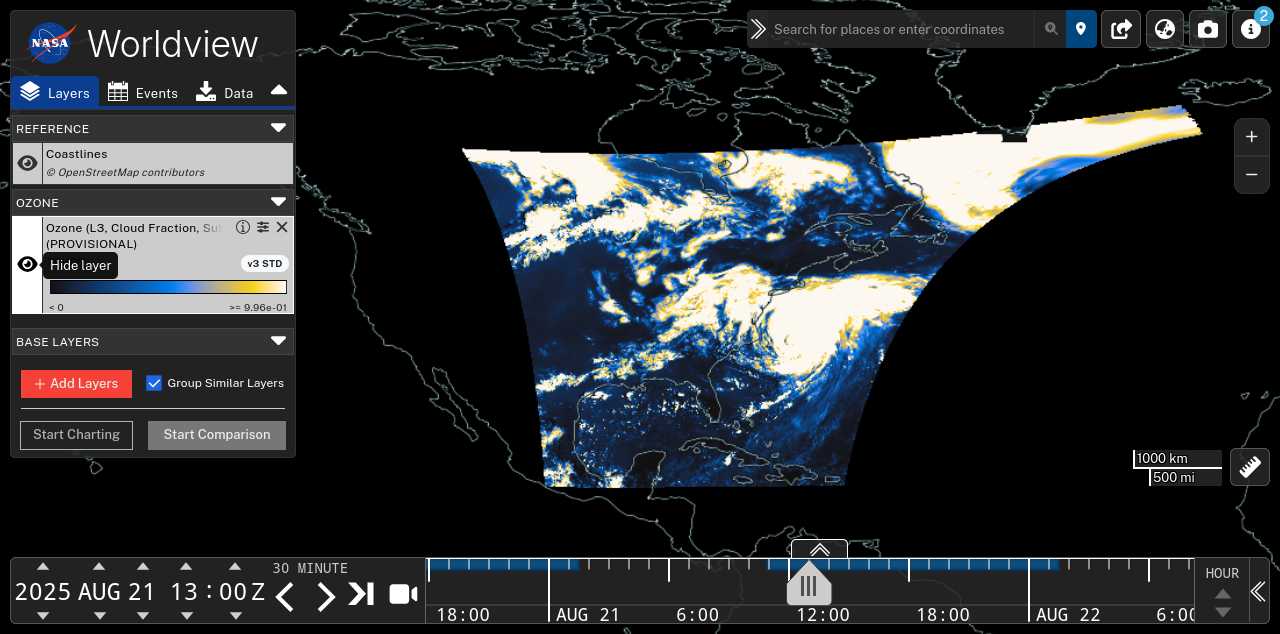 NASA
Worldview
Layers
Events
Data
Search for places or enter coordinates
2
REFERENCE
Coastlines
© OpenStreetMap contributors
OZONE
Ozone (L3, Cloud Fraction, Su
(PROVISIONAL)
Hide layer
v3 STD
< 0
>= 9.96e-01
BASE LAYERS
+ Add Layers
Group Similar Layers
Start Charting
Start Comparison
+
−
1000 km
500 mi
2025 AUG 21 13 : 00 Z
30 MINUTE
18:00
AUG 21
6:00
12:00
18:00
AUG 22
6:00
HOUR